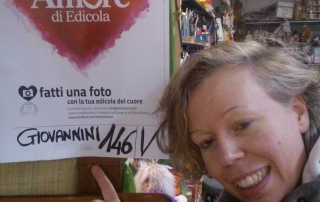 Amore
di Edicola
fatti una foto
con la tua edicola del cuore
GIOVANNINI 146/V